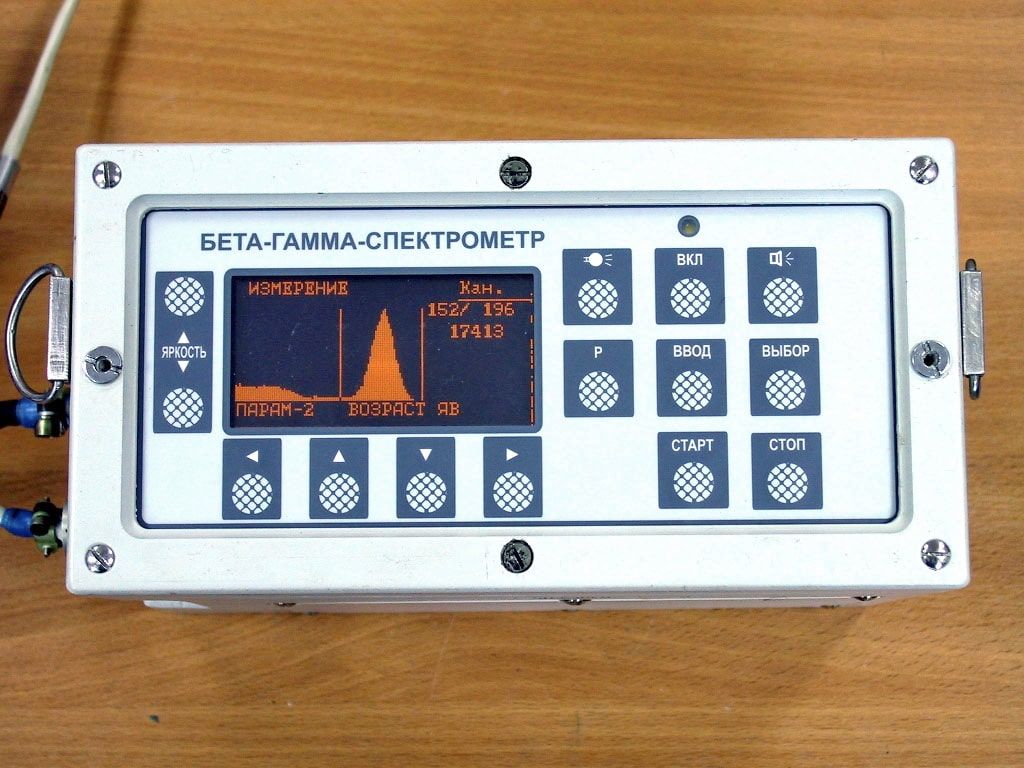 БЕТА-ГАММА-СПЕКТРОМЕТР
ИЗМЕРЕНИЕ Кан.
152/ 196
17413
ПАРАМ-2 ВОЗРАСТ ЯВ
ЯРКОСТЬ
ВКЛ
Р ВВОД ВЫБОР
СТАРТ СТОП